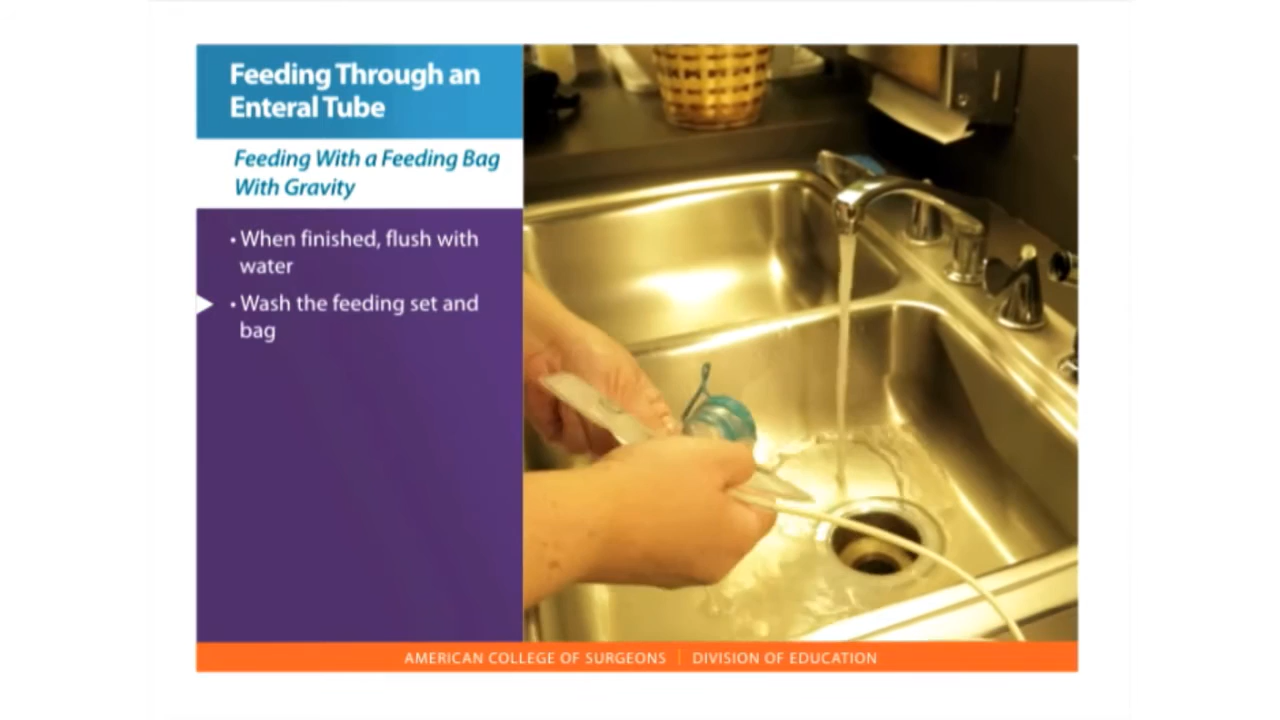 Feeding Through an
Enteral Tube
Feeding With a Feeding Bag
With Gravity
• When finished, flush with
water
• Wash the feeding set and
bag
AMERICAN COLLEGE OF SURGEONS | DIVISION OF EDUCATION